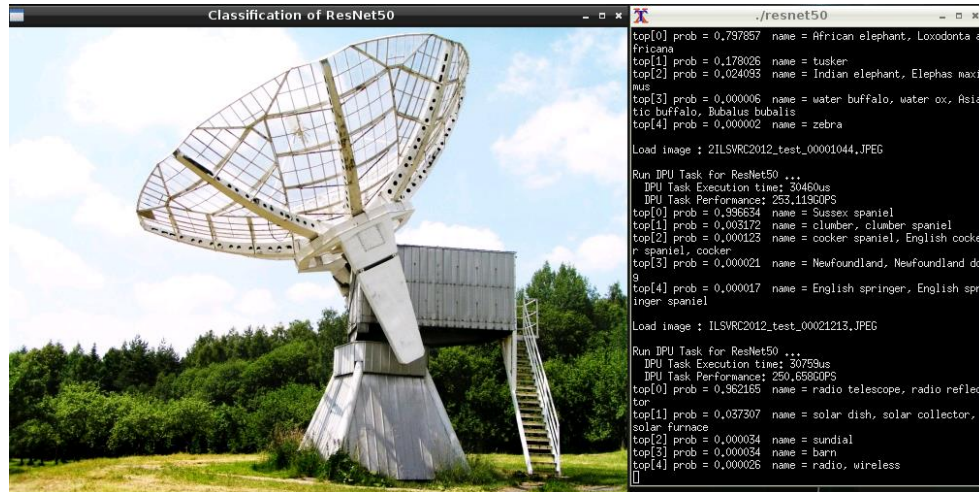 Classification of ResNet50
./resnet50
top[0] prob = 0.797857 name = African elephant, Loxodonta a
fricana
top[1] prob = 0.178026 name = tusker
top[2] prob = 0.024093 name = Indian elephant, Elephas maxi
mus
top[3] prob = 0.000006 name = water buffalo, water ox, Asia
tic buffalo, Bubalus bubalis
top[4] prob = 0.000002 name = zebra
Load image : 2ILSVRC2012_test_00001044.JPEG
Run DPU Task for ResNet50 ...
DPU Task Execution time: 30460us
DPU Task Performance: 253.119GOPS
top[0] prob = 0.996634 name = Sussex spaniel
top[1] prob = 0.003172 name = clumber, clumber spaniel
top[2] prob = 0.000123 name = cocker spaniel, English cocke
r spaniel, cocker
top[3] prob = 0.000021 name = Newfoundland, Newfoundland do
g
top[4] prob = 0.000017 name = English springer, English spr
inger spaniel
Load image : ILSVRC2012_test_00021213.JPEG
Run DPU Task for ResNet50 ...
DPU Task Execution time: 30759us
DPU Task Performance: 250.658GOPS
top[0] prob = 0.962165 name = radio telescope, radio reflec
tor
top[1] prob = 0.037307 name = solar dish, solar collector,
solar furnace
top[2] prob = 0.000034 name = sundial
top[3] prob = 0.000034 name = barn
top[4] prob = 0.000026 name = radio, wireless